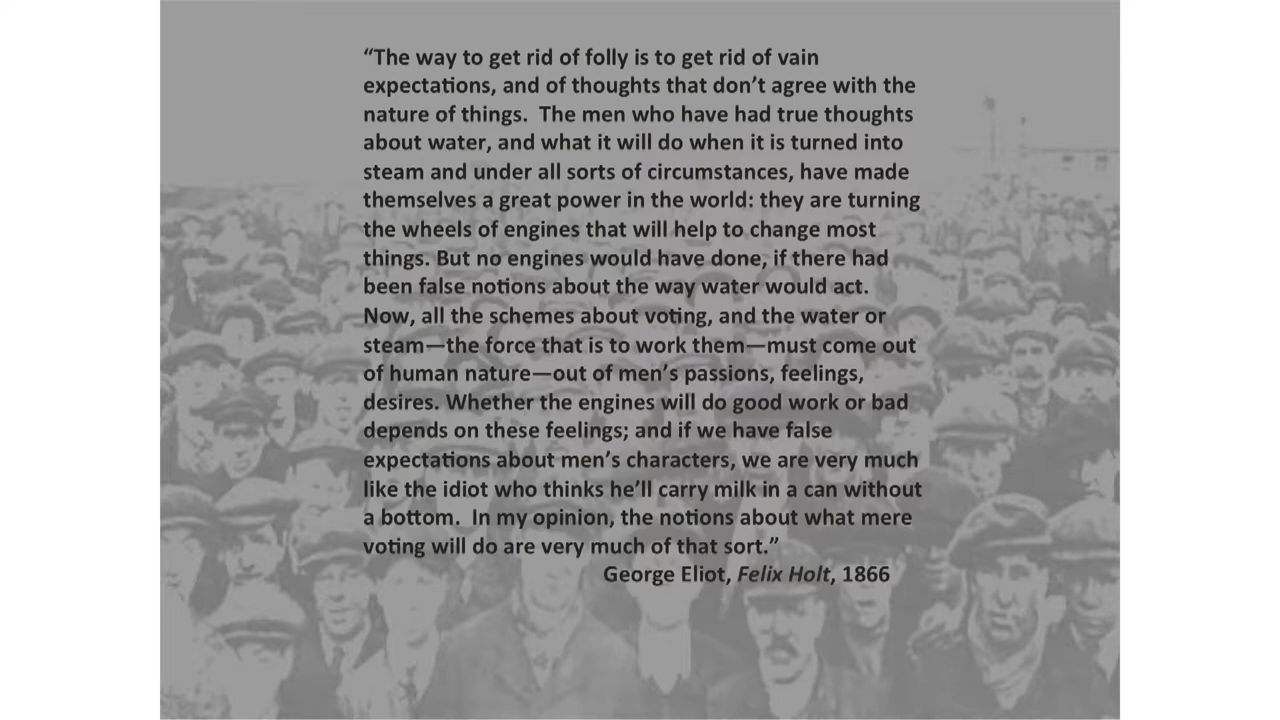 “The way to get rid of folly is to get rid of vain
expectations, and of thoughts that don’t agree with the
nature of things.  The men who have had true thoughts
about water, and what it will do when it is turned into
steam and under all sorts of circumstances, have made
themselves a great power in the world: they are turning
the wheels of engines that will help to change most
things. But no engines would have done, if there had
been false notions about the way water would act.
Now, all the schemes about voting, and the water or
steam—the force that is to work them—must come out
of human nature—out of men’s passions, feelings,
desires. Whether the engines will do good work or bad
depends on these feelings; and if we have false
expectations about men’s characters, we are very much
like the idiot who thinks he’ll carry milk in a can without
a bottom.  In my opinion, the notions about what mere
voting will do are very much of that sort.”
George Eliot, Felix Holt, 1866